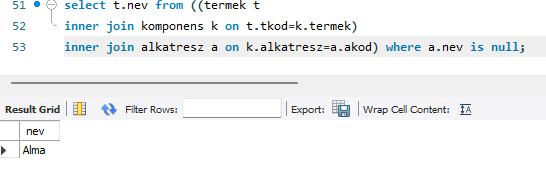 51 select t.nev from ((termek t
52 inner join komponens k on t.tkod=k.termek)
53 inner join alkatresz a on k.alkatresz=a.akod) where a.nev is null;
Result Grid Filter Rows: Export: Wrap Cell Content:
nev
Alma